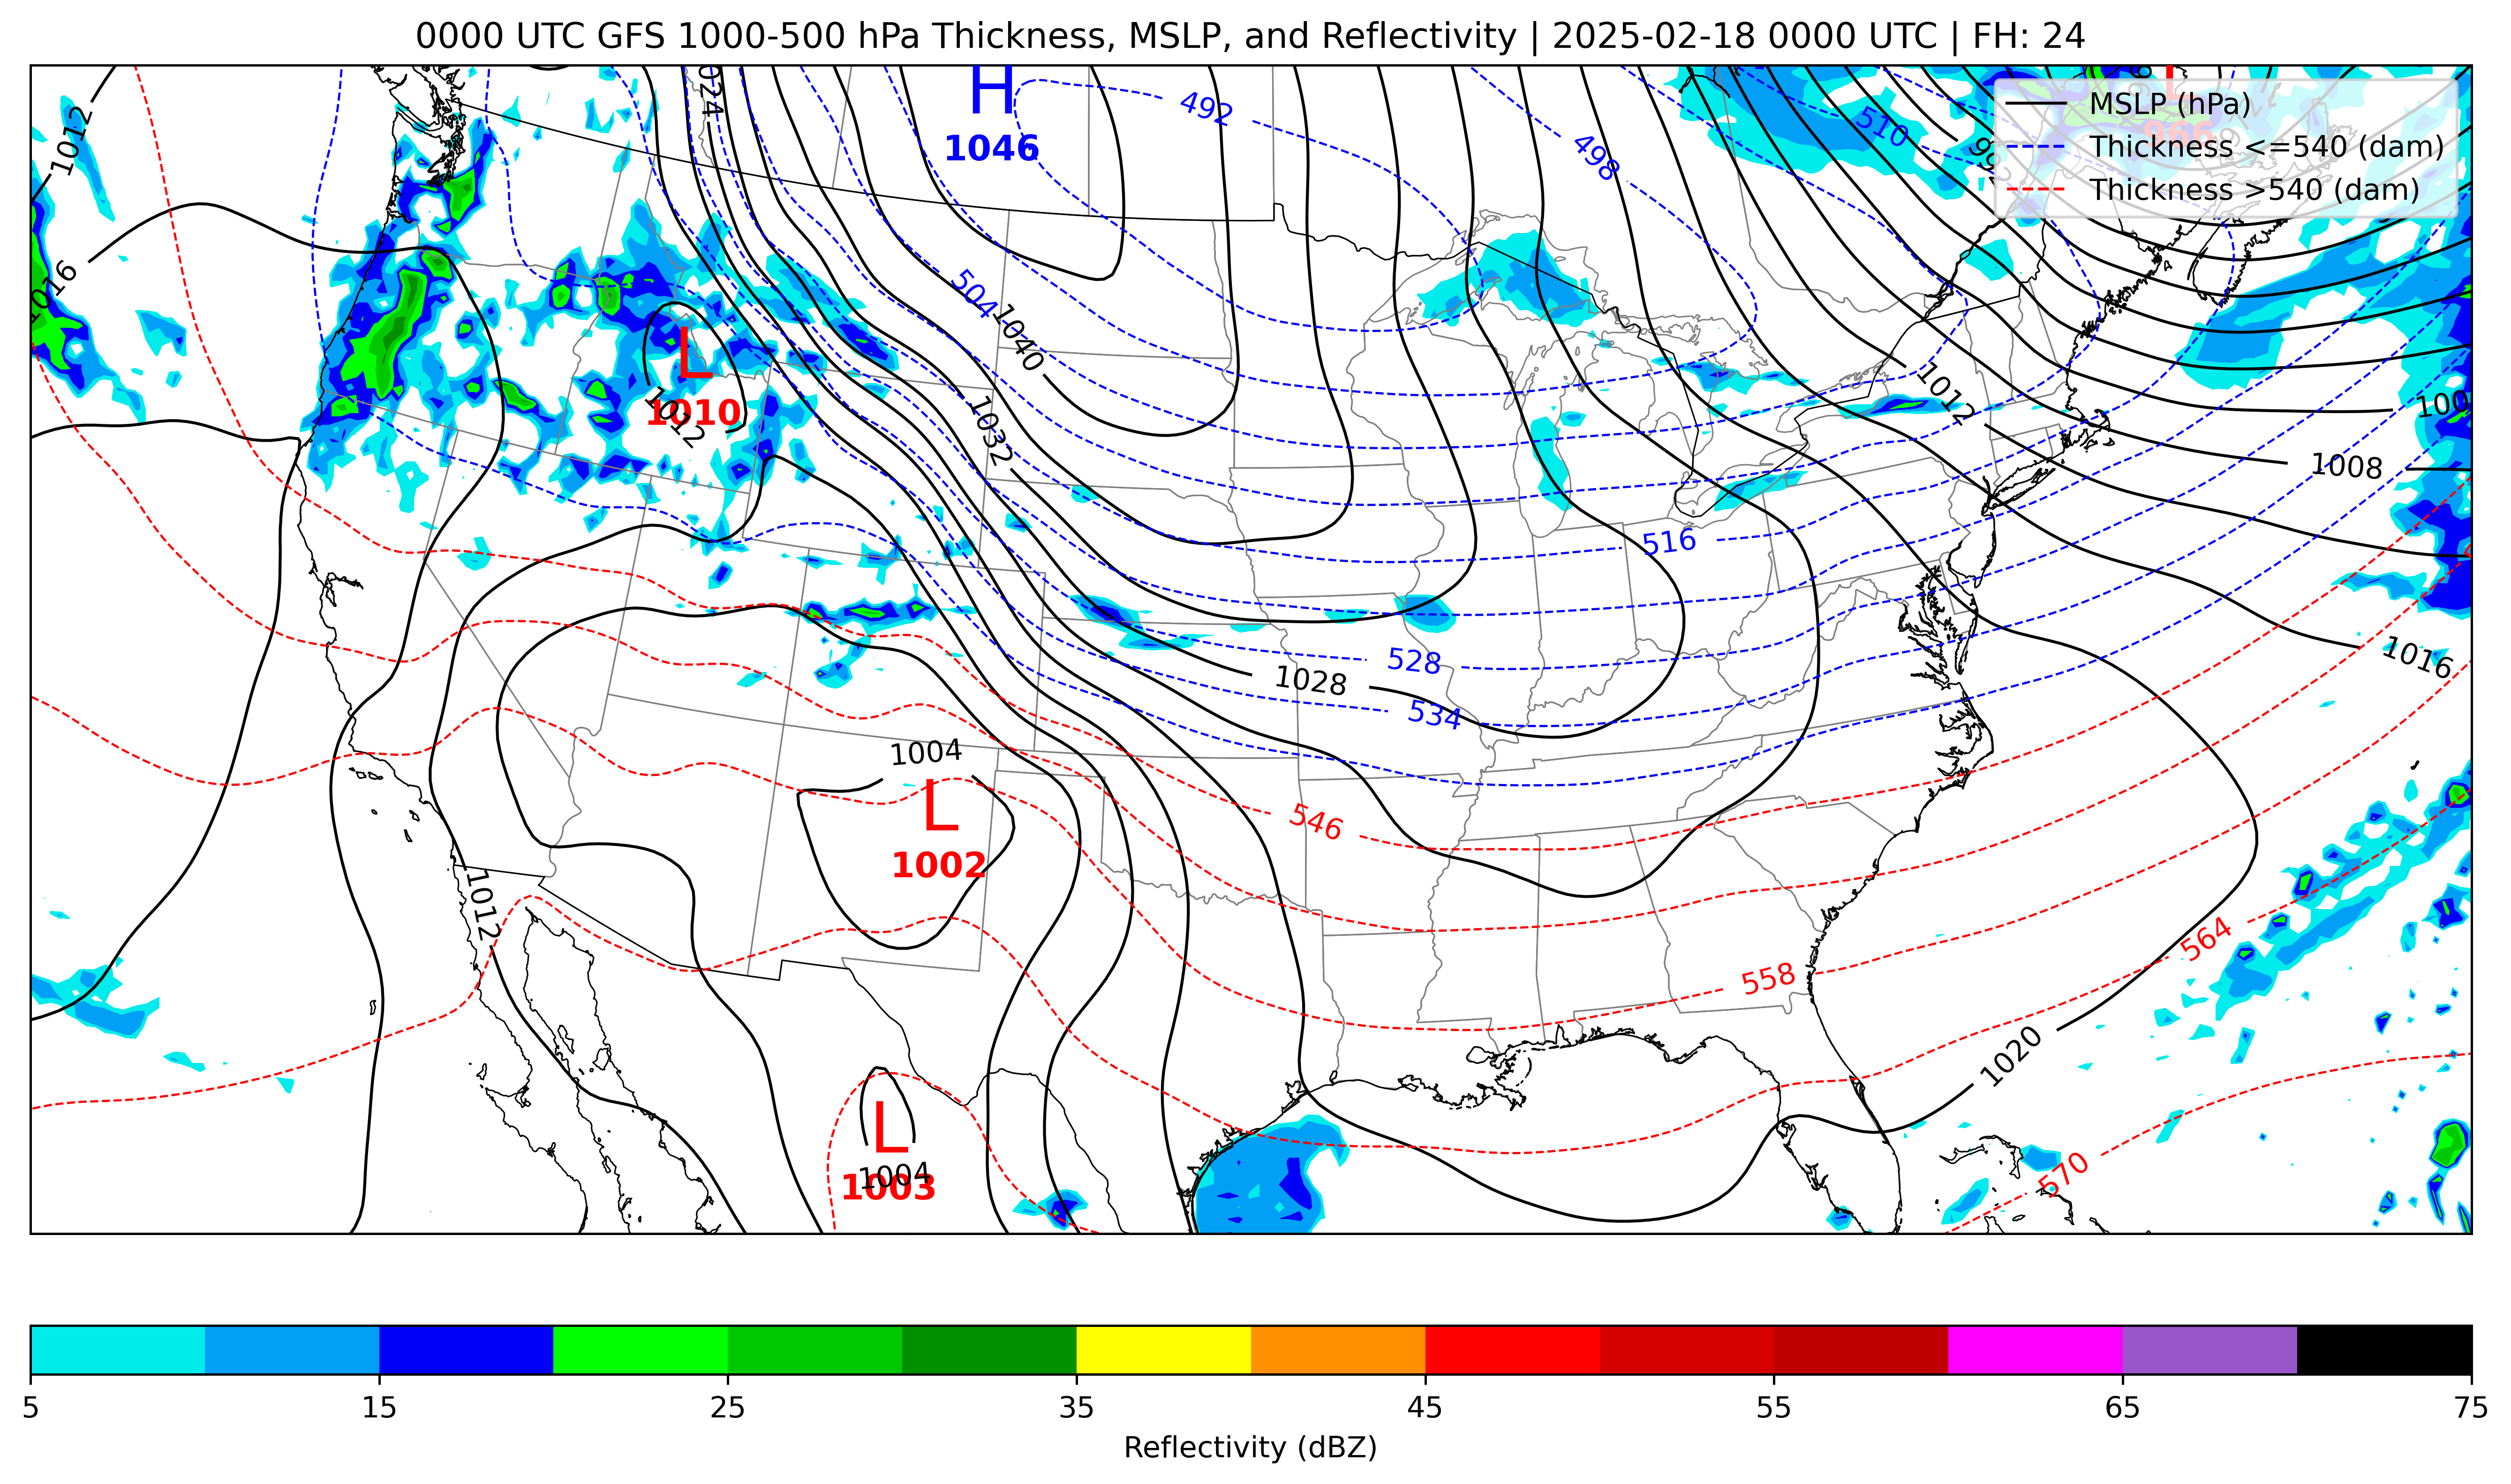 0000 UTC GFS 1000-500 hPa Thickness, MSLP, and Reflectivity | 2025-02-18 0000 UTC | FH: 24
MSLP (hPa)
Thickness <=540 (dam)
Thickness >540 (dam)
H
1046
492
498
510
L
1012
1016
1024
504
1040
L
1010
1012
1032
1012
1008
516
528
1028
534
1016
1004
L
1002
546
1012
564
558
1020
L
1003
1004
570
5 15 25 35 45 55 65 75
Reflectivity (dBZ)